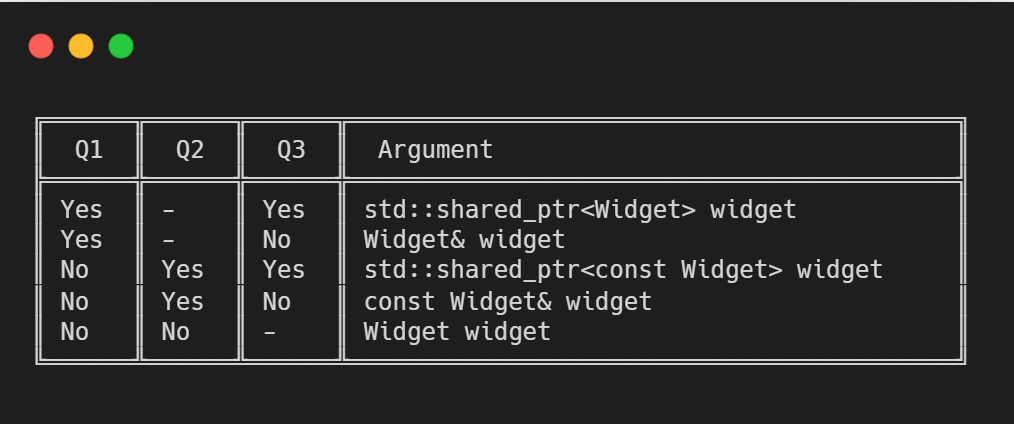 Q1 Q2 Q3 Argument
Yes - Yes std::shared_ptr<Widget> widget
Yes - No Widget& widget
No Yes Yes std::shared_ptr<const Widget> widget
No Yes No const Widget& widget
No No - Widget widget